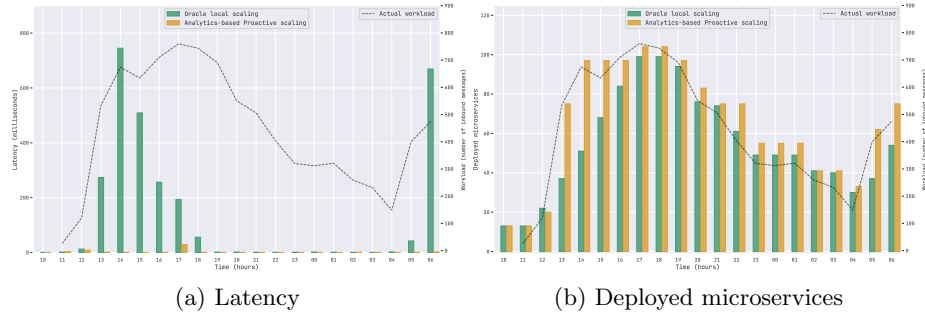 Oracle local scaling
Analytics-based Proactive scaling
Actual workload
800
600
400
200
0
900
800
700
600
500
400
300
200
100
0
Latency (milliseconds)
Workload (number of inbound messages)
10 11 12 13 14 15 16 17 18 19 20 21 22 23 00 01 02 03 04 05 06
Time (hours)
(a) Latency
Oracle local scaling
Analytics-based Proactive scaling
Actual workload
120
100
80
60
40
20
0
900
800
700
600
500
400
300
200
100
0
Deployed microservices
Workload (number of inbound messages)
10 11 12 13 14 15 16 17 18 19 20 21 22 23 00 01 02 03 04 05 06
Time (hours)
(b) Deployed microservices